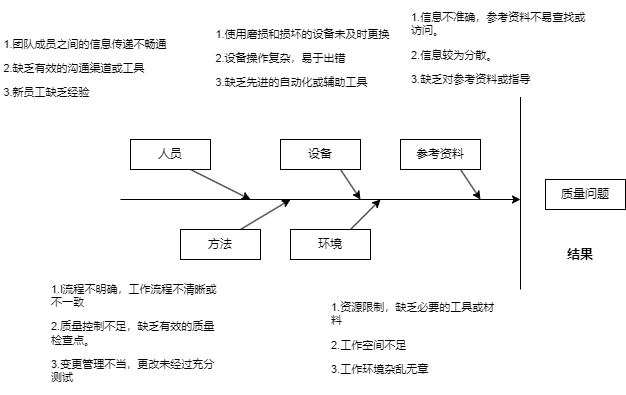 1.团队成员之间的信息传递不畅通
2.缺乏有效的沟通渠道或工具
3.新员工缺乏经验
1.使用磨损和损坏的设备未及时更换
2.设备操作复杂，易于出错
3.缺乏先进的自动化或辅助工具
1.信息不准确，参考资料不易查找或
访问。
2.信息较为分散。
3.缺乏对参考资料或指导
人员
设备
参考资料
质量问题
方法
环境
结果
1.l流程不明确，工作流程不清晰或
不一致
2.质量控制不足，缺乏有效的质量
检查点。
3.变更管理不当，更改未经过充分
测试
1.资源限制，缺乏必要的工具或材
料
2.工作空间不足
3.工作环境杂乱无章